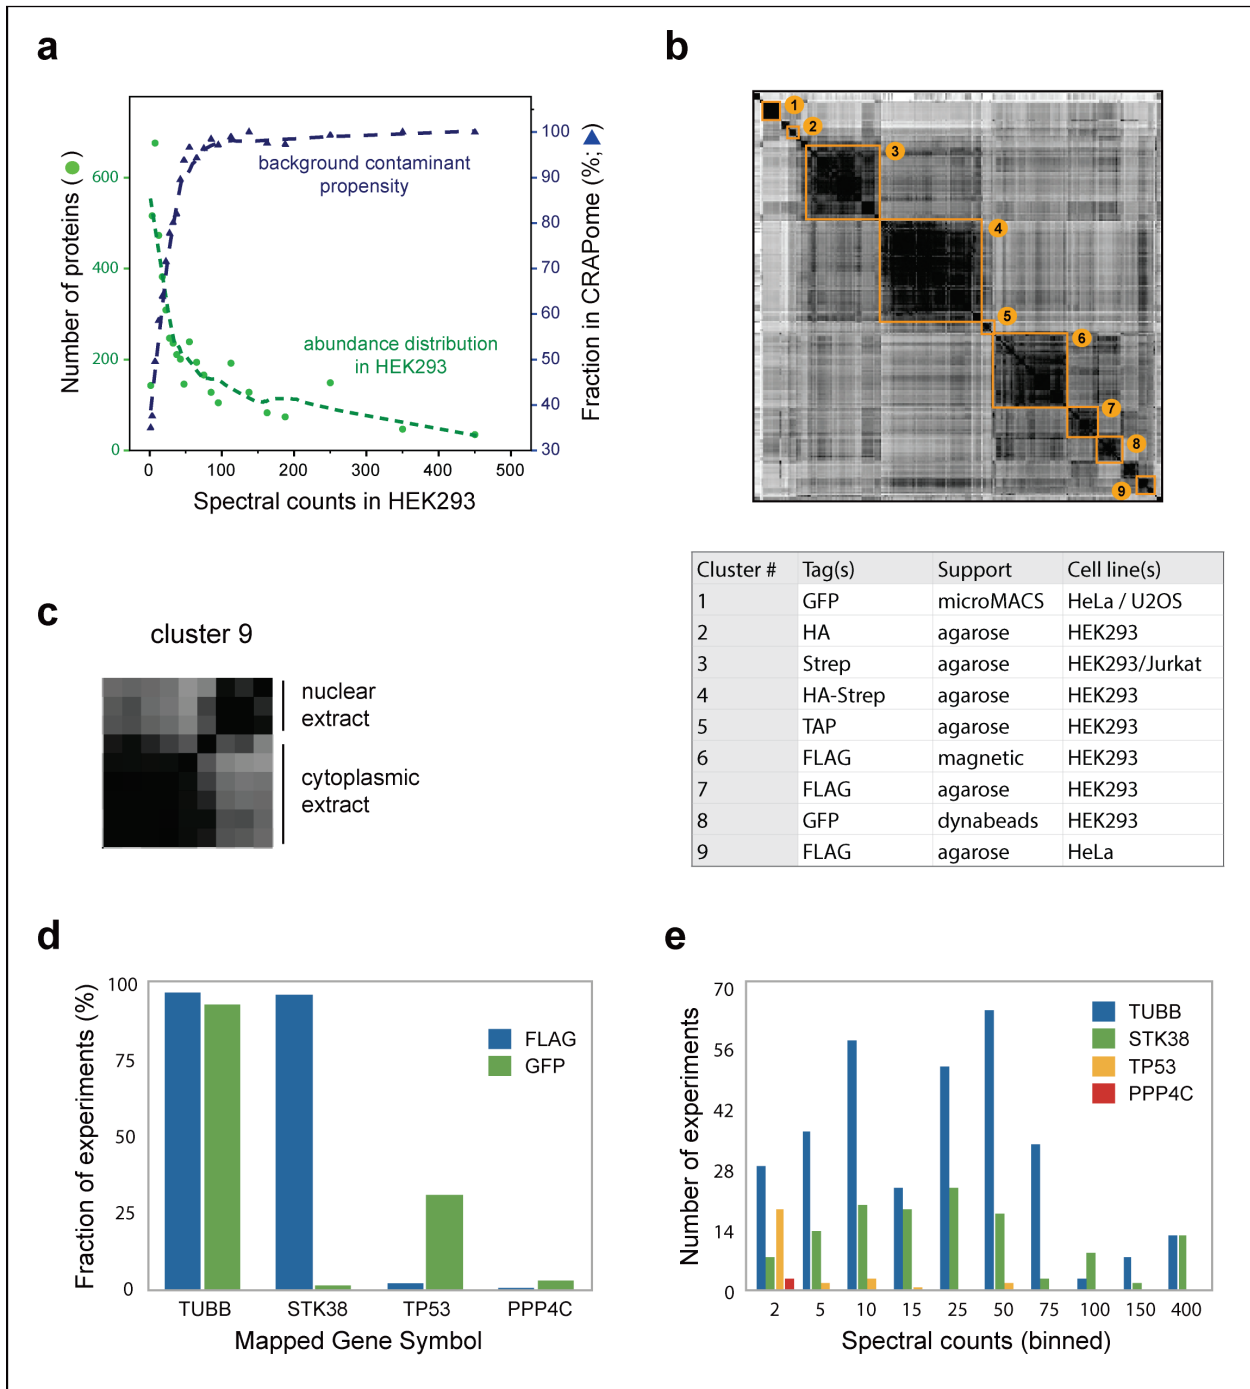 a
Number of proteins ( )
600
400
200
0
background contaminant
propensity
abundance distribution
in HEK293
100
90
80
70
60
50
40
30
Fraction in CRAPome (%; )
0
100
200
300
400
500
Spectral counts in HEK293
b
1
2
3
4
5
6
7
8
9
Cluster # Tag(s) Support Cell line(s)
1 GFP microMACS HeLa / U2OS
2 HA agarose HEK293
3 Strep agarose HEK293/Jurkat
4 HA-Strep agarose HEK293
5 TAP agarose HEK293
6 FLAG magnetic HEK293
7 FLAG agarose HEK293
8 GFP dynabeads HEK293
9 FLAG agarose HeLa
c
cluster 9
nuclear
extract
cytoplasmic
extract
d
Fraction of experiments (%)
100
75
50
25
0
FLAG
GFP
TUBB STK38 TP53 PPP4C
Mapped Gene Symbol
e
Number of experiments
70
56
42
28
14
0
TUBB
STK38
TP53
PPP4C
2 5 10 15 25 50 75 100 150 400
Spectral counts (binned)